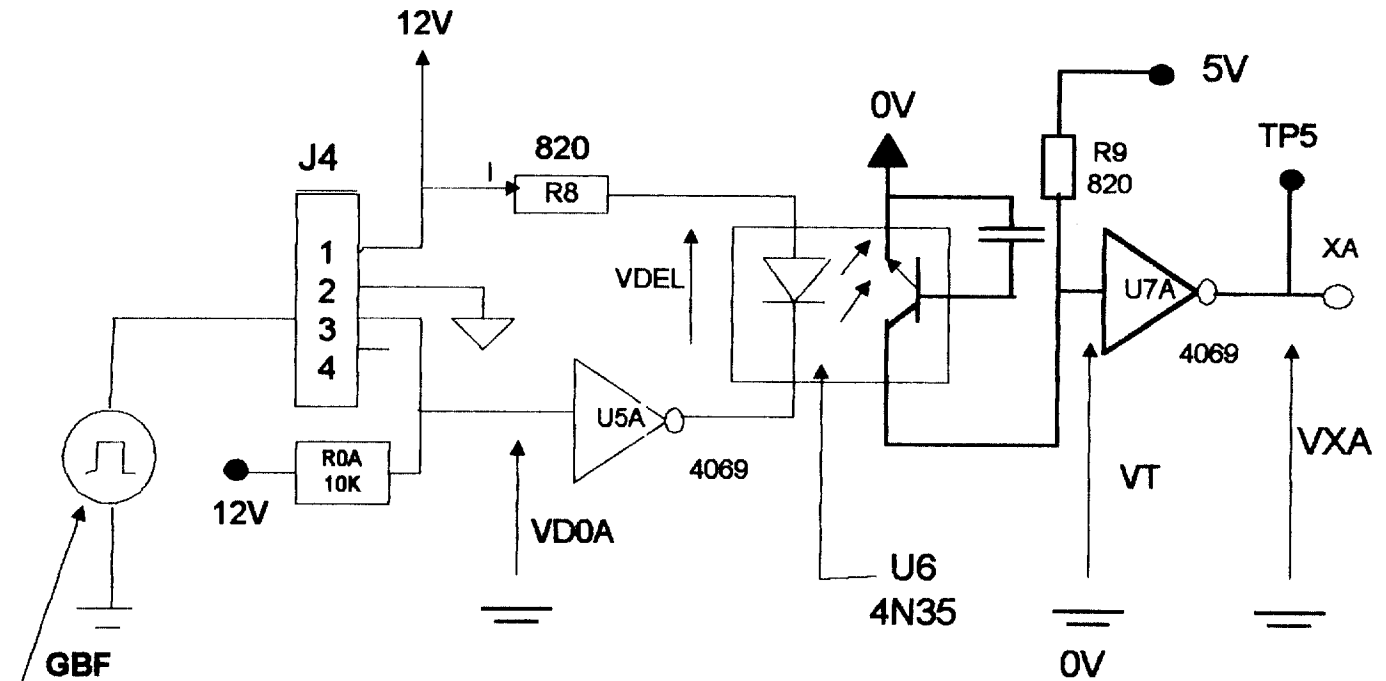 12V
5V
0V
TP5
820
J4
R9
820
I
R8
XA
1
2
3
4
VDEL
U7A
4069
U5A
R0A
10K
4069
VXA
12V
VT
VD0A
U6
4N35
GBF
0V